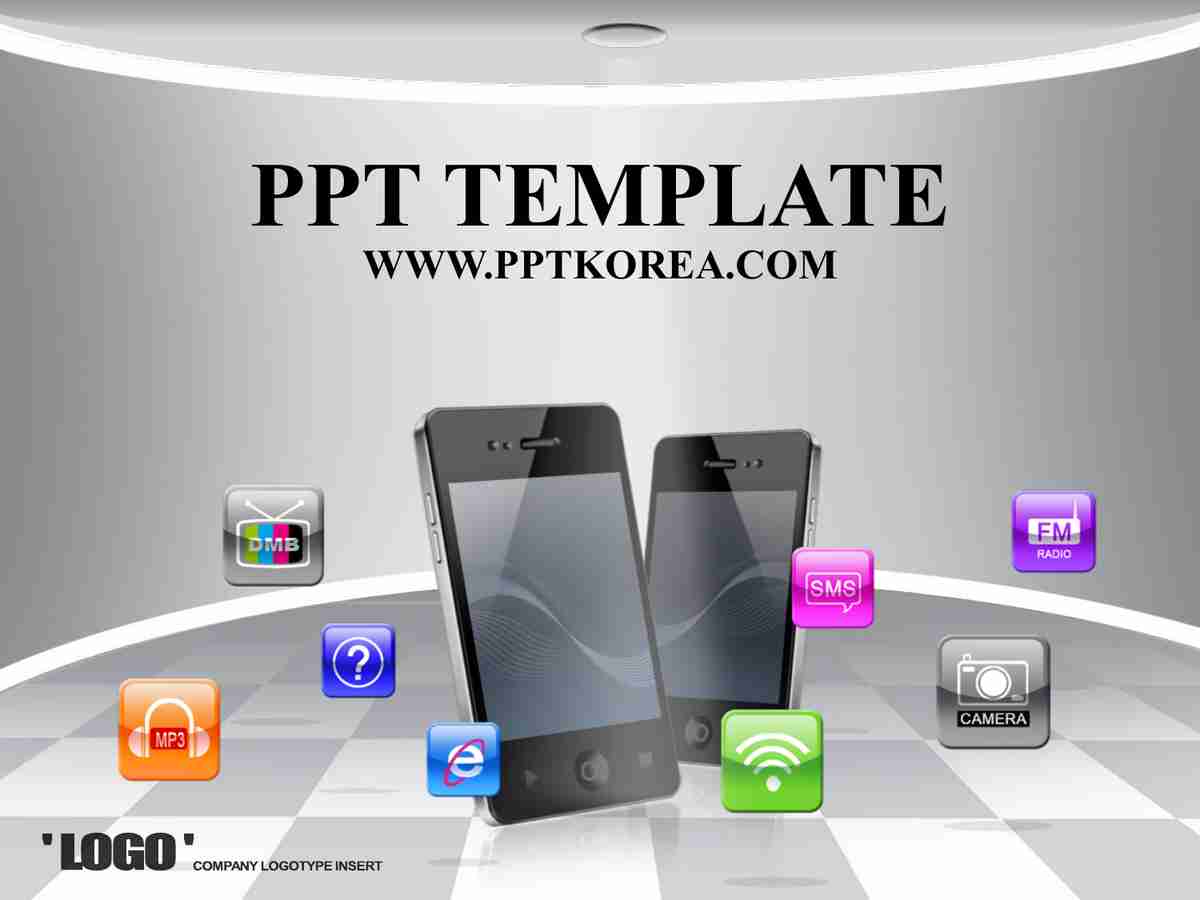 PPT TEMPLATE
WWW.PPTKOREA.COM
DMB
FM
RADIO
SMS
?
MP3
e
CAMERA
'LOGO' COMPANY LOGOTYPE INSERT